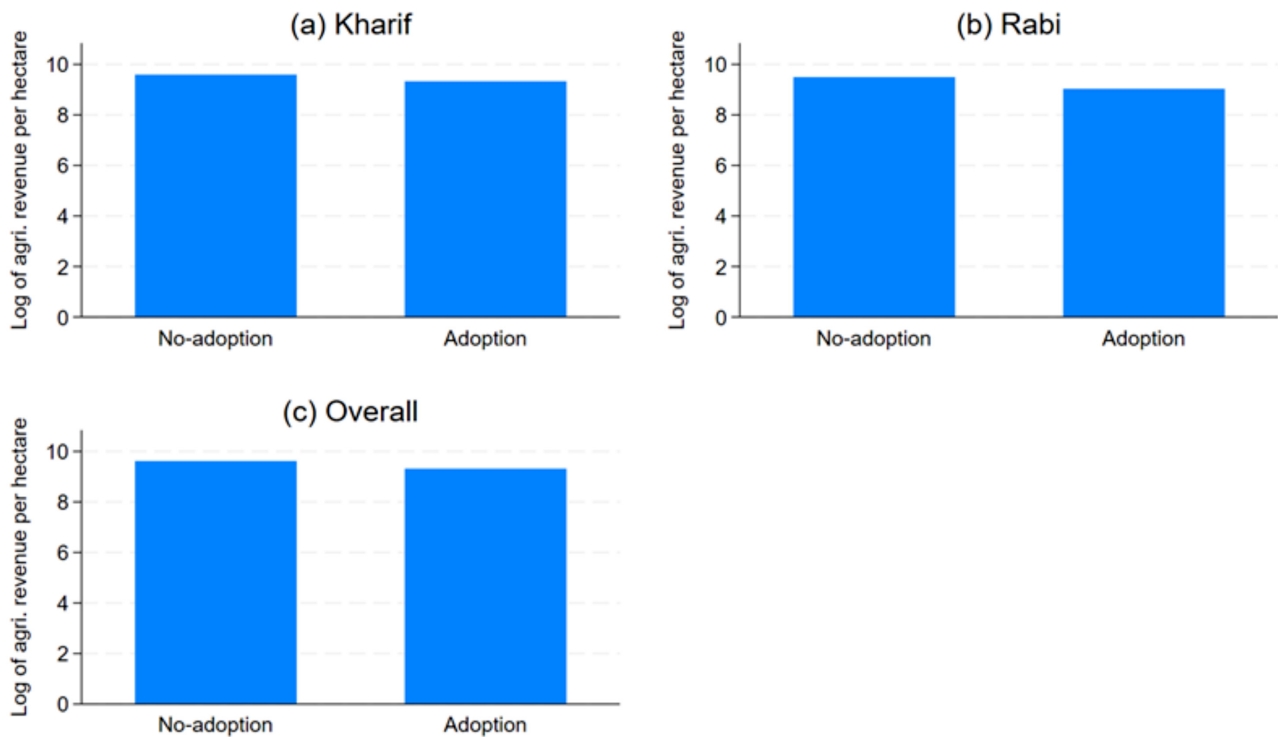 (a) Kharif
Log of agri. revenue per hectare
10
8
6
4
2
0
No-adoption Adoption
(b) Rabi
Log of agri. revenue per hectare
10
8
6
4
2
0
No-adoption Adoption
(c) Overall
Log of agri. revenue per hectare
10
8
6
4
2
0
No-adoption Adoption